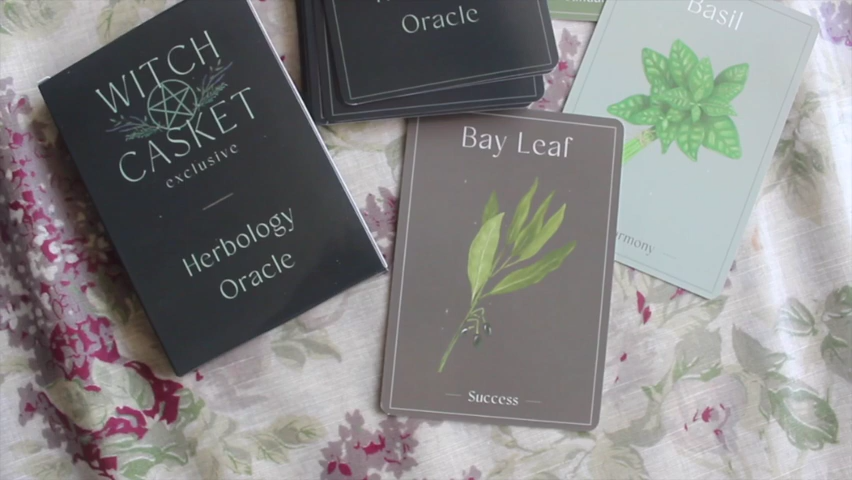 WITCH
CASKET
exclusive
Herbology
Oracle
Oracle
Bay Leaf
Success
Basil